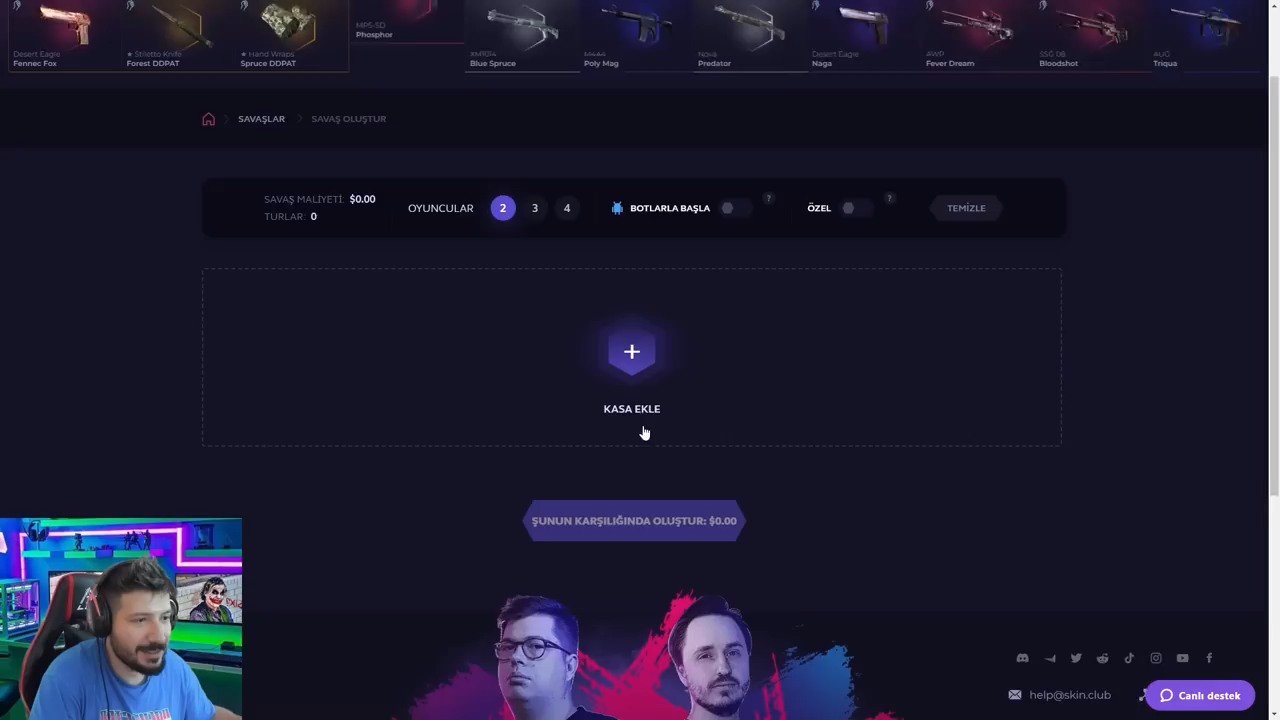 MP5-SD
Phosphor
Desert Eagle
Fennec Fox
★ Stiletto Knife
Forest DDPAT
★ Hand Wraps
Spruce DDPAT
XM1014
Blue Spruce
M4A4
Poly Mag
Nova
Predator
Desert Eagle
Naga
AWP
Fever Dream
SSG 08
Bloodshot
AUG
Triqua
SAVAŞLAR
SAVAŞ OLUŞTUR
SAVAŞ MALİYETİ: $0.00
TURLAR: 0
OYUNCULAR 2 3 4
BOTLARLA BAŞLA ?
ÖZEL ?
TEMİZLE
+
KASA EKLE
ŞUNUN KARŞILIĞINDA OLUŞTUR: $0.00
help@skin.club
Canlı destek